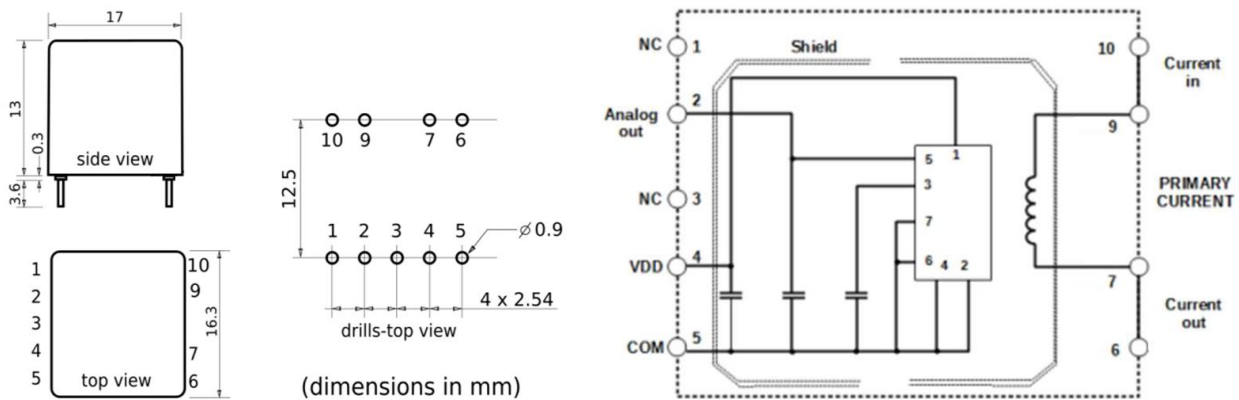 17
13
0.3
3.6
side view
1
2
3
4
5
10
9
7
6
16.3
top view
10 9 7 6
12.5
1 2 3 4 5
⌀ 0.9
4 x 2.54
drills-top view
(dimensions in mm)
NC 1
Shield
10
Current
in
Analog
out
2
9
5 1
3
7
6 4 2
NC 3
PRIMARY
CURRENT
VDD 4
7
Current
out
COM 5
6